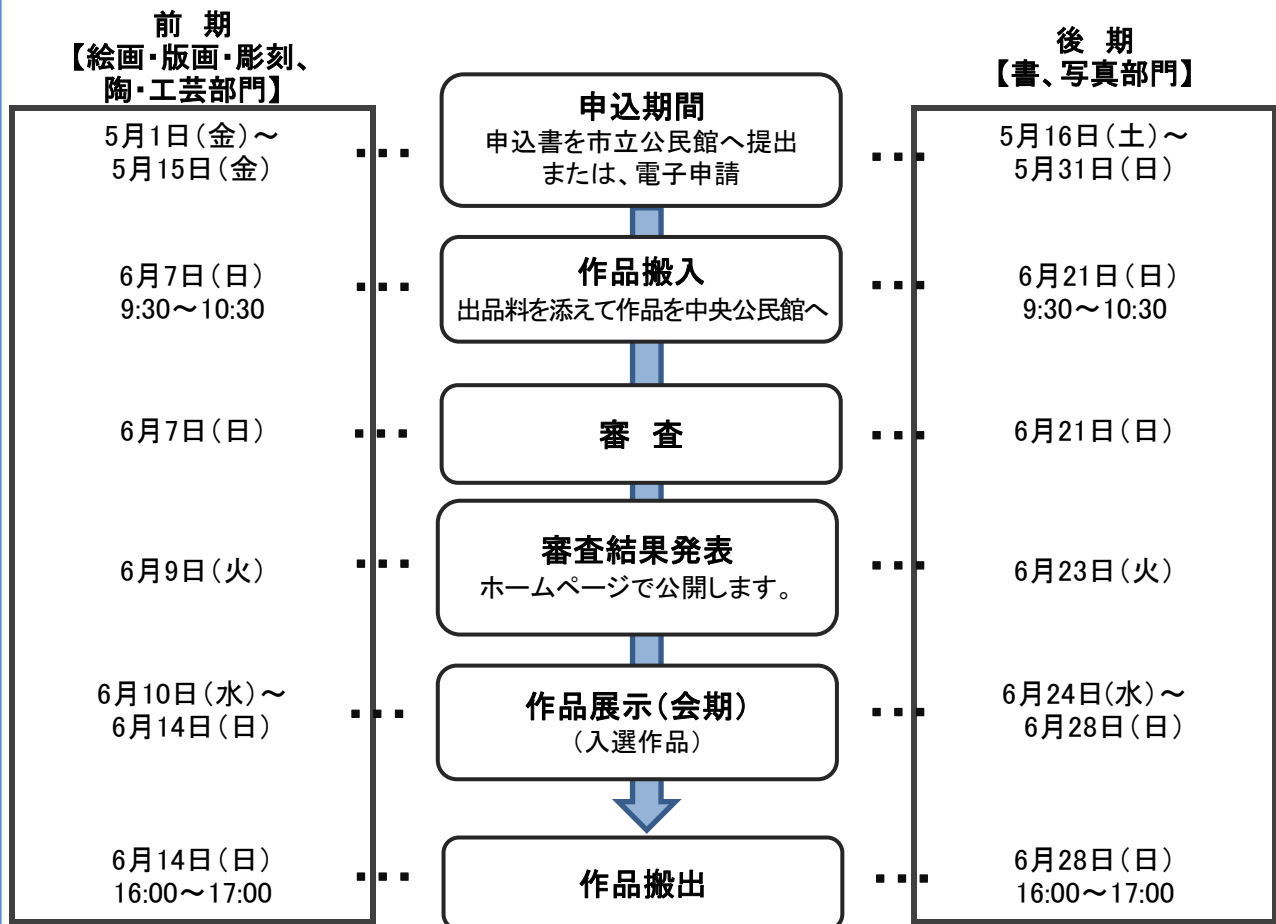 前 期
【絵画・版画・彫刻、
陶・工芸部門】
後 期
【書、写真部門】
5月1日(金)～
5月15日(金)
申込期間
申込書を市立公民館へ提出
または、電子申請
5月16日(土)～
5月31日(日)
6月7日(日)
9:30～10:30
作品搬入
出品料を添えて作品を中央公民館へ
6月21日(日)
9:30～10:30
6月7日(日)
審 査
6月21日(日)
6月9日(火)
審査結果発表
ホームページで公開します。
6月23日(火)
6月10日(水)～
6月14日(日)
作品展示(会期)
(入選作品)
6月24日(水)～
6月28日(日)
6月14日(日)
16:00～17:00
作品搬出
6月28日(日)
16:00～17:00